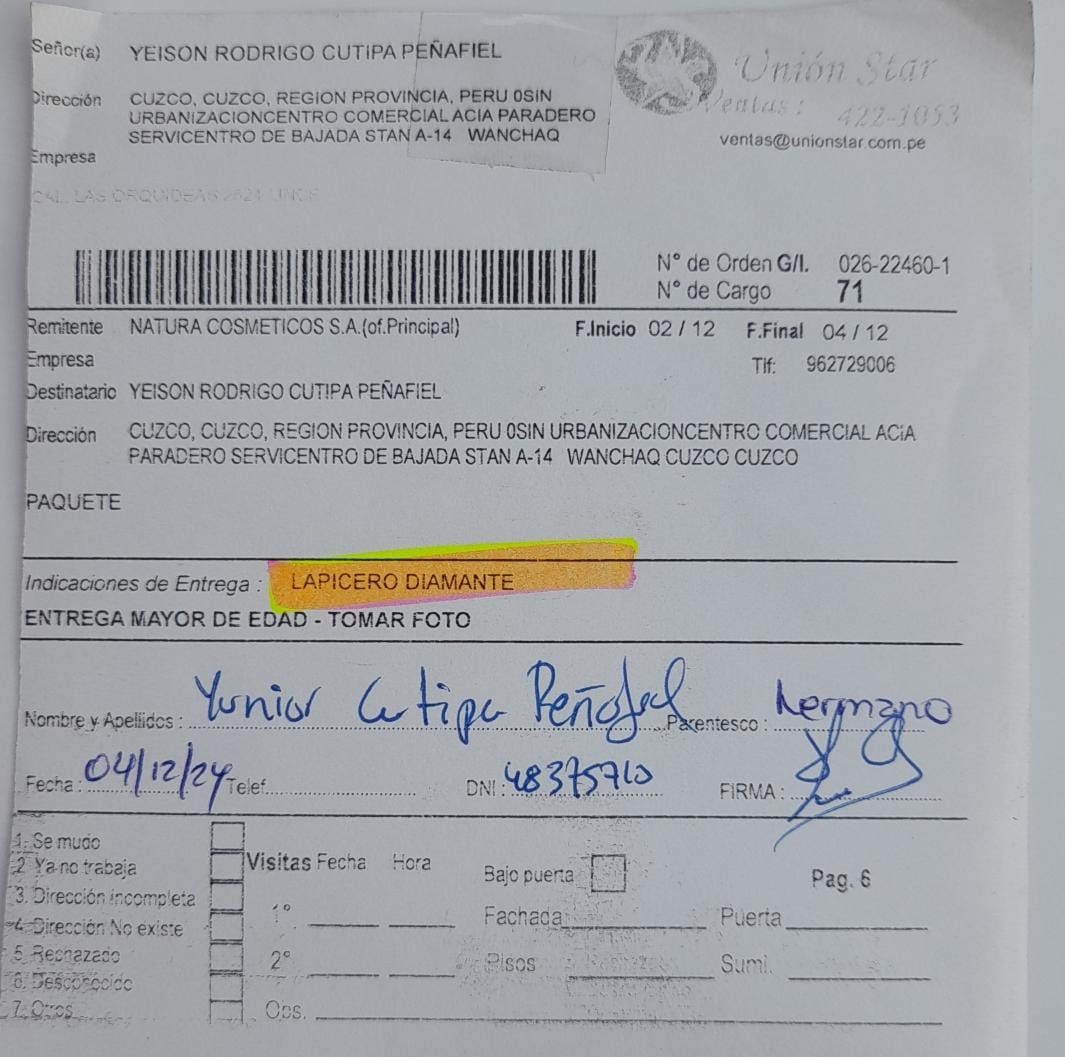 Señor(a) YEISON RODRIGO CUTIPA PEÑAFIEL
Unión Star
Ventas: 422-1053
ventas@unionstar.com.pe
Dirección CUZCO, CUZCO, REGION PROVINCIA, PERU 0SIN
URBANIZACIONCENTRO COMERCIAL ACIA PARADERO
SERVICENTRO DE BAJADA STAN A-14 WANCHAQ
Empresa
CAL. LAS ORQUIDEAS 2621 LINCE
N° de Orden G/I. 026-22460-1
N° de Cargo 71
Remitente NATURA COSMETICOS S.A.(of.Principal) F.Inicio 02 / 12 F.Final 04 / 12
Empresa Tlf: 962729006
Destinatario YEISON RODRIGO CUTIPA PEÑAFIEL
Dirección CUZCO, CUZCO, REGION PROVINCIA, PERU 0SIN URBANIZACIONCENTRO COMERCIAL ACIA
PARADERO SERVICENTRO DE BAJADA STAN A-14 WANCHAQ CUZCO CUZCO
PAQUETE
Indicaciones de Entrega : LAPICERO DIAMANTE
ENTREGA MAYOR DE EDAD - TOMAR FOTO
Nombre y Apellidos : Yunior Cutipa Peñafiel Parentesco : hermano
Fecha : 04/12/24 Telef. DNI : 48375710 FIRMA :
1. Se mudo
2 Ya no trabaja
3. Dirección incompleta
4. Dirección No existe
5. Rechazado
6. Desconocido
7. Otros
Visitas Fecha Hora
1°
2°
Obs.
Bajo puerta
Pag. 6
Fachada Puerta
Pisos Sumi.